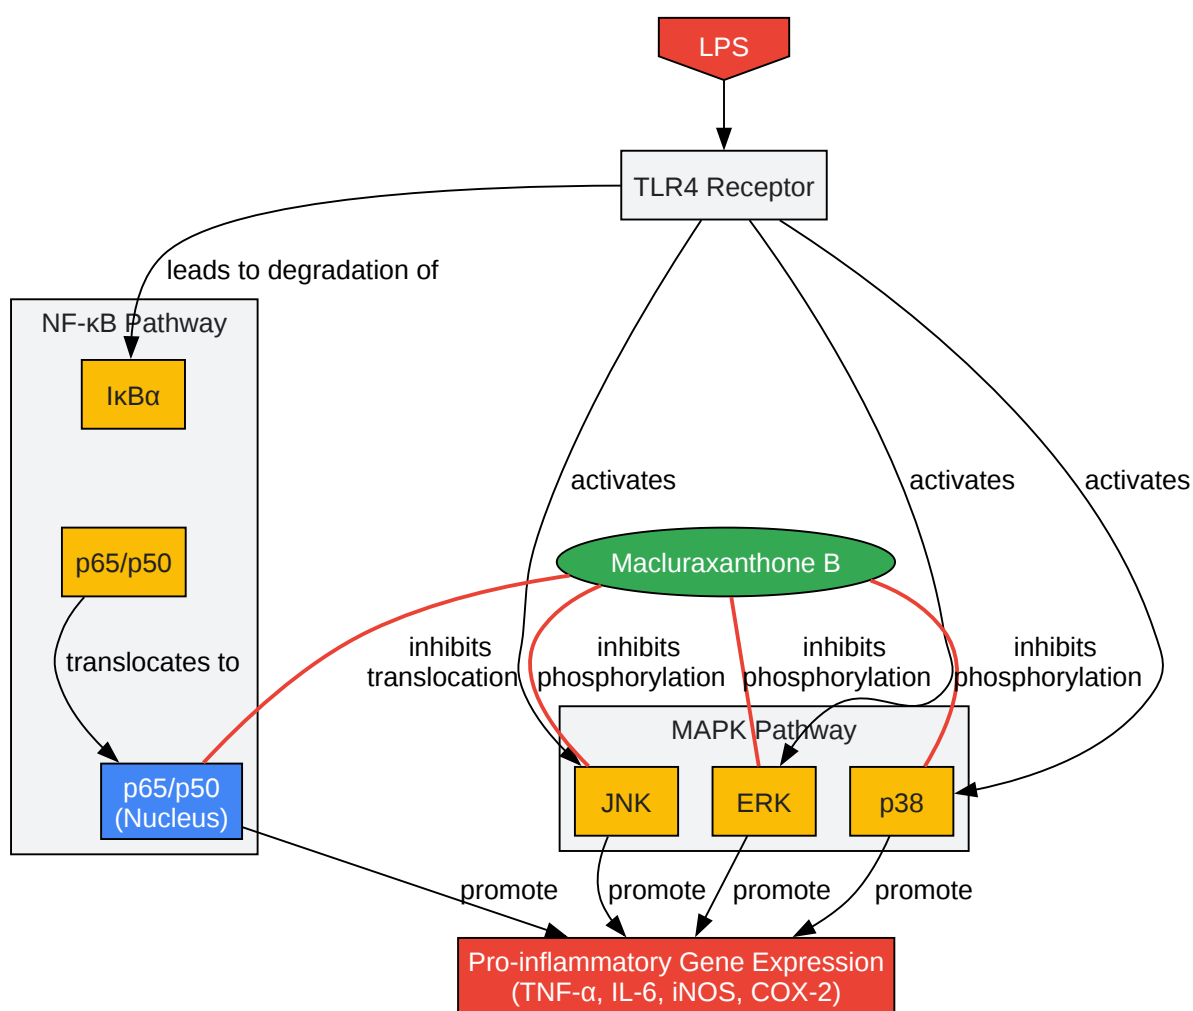 LPS
TLR4 Receptor
leads to degradation of
NF-κB Pathway
IκBα
activates
activates
activates
p65/p50
Macluraxanthone B
translocates to
inhibits
translocation
inhibits
phosphorylation
inhibits
phosphorylation
inhibits
phosphorylation
MAPK Pathway
p65/p50
(Nucleus)
JNK
ERK
p38
promote
promote
promote
promote
Pro-inflammatory Gene Expression
(TNF-α, IL-6, iNOS, COX-2)